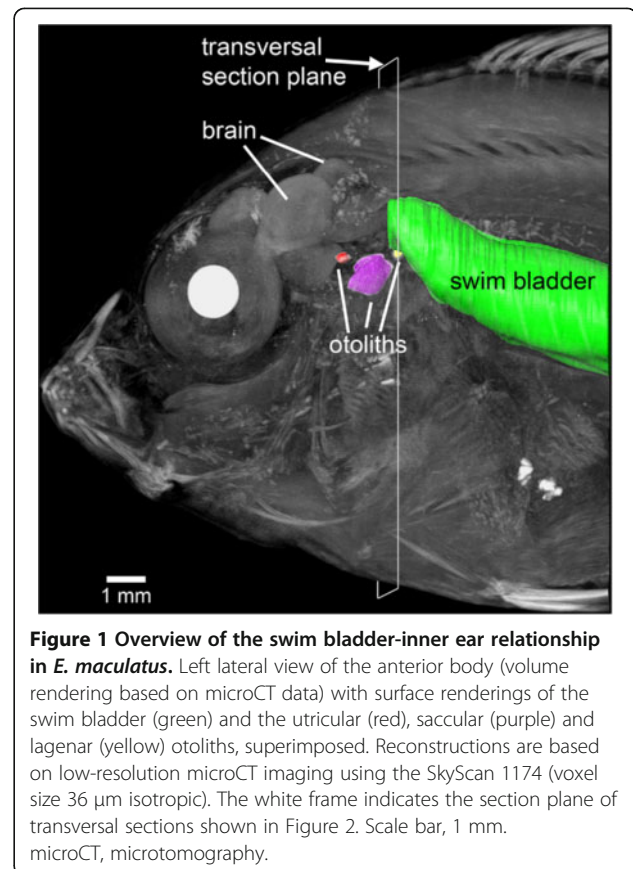 transversal
section plane
brain
swim bladder
otoliths
1 mm
Figure 1 Overview of the swim bladder-inner ear relationship
in E. maculatus. Left lateral view of the anterior body (volume
rendering based on microCT data) with surface renderings of the
swim bladder (green) and the utricular (red), saccular (purple) and
lagenar (yellow) otoliths, superimposed. Reconstructions are based
on low-resolution microCT imaging using the SkyScan 1174 (voxel
size 36 μm isotropic). The white frame indicates the section plane of
transversal sections shown in Figure 2. Scale bar, 1 mm.
microCT, microtomography.